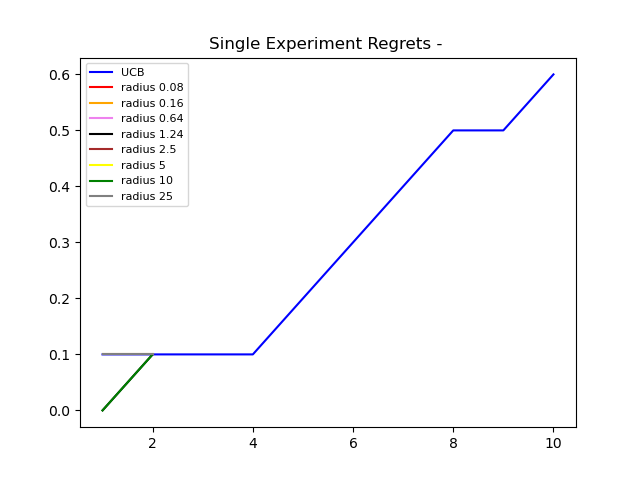 Single Experiment Regrets -
UCB
radius 0.08
radius 0.16
radius 0.64
radius 1.24
radius 2.5
radius 5
radius 10
radius 25
0.6
0.5
0.4
0.3
0.2
0.1
0.0
2 4 6 8 10